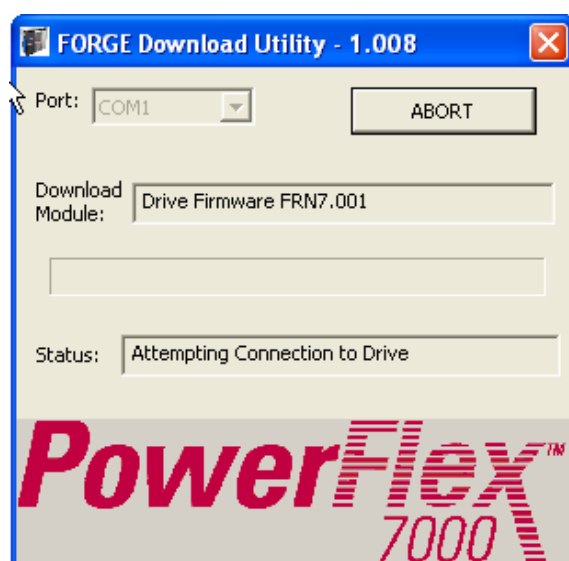 FORGE Download Utility - 1.008
Port: COM1 ABORT
Download Module: Drive Firmware FRN7.001
Status: Attempting Connection to Drive
PowerFlex™
7000